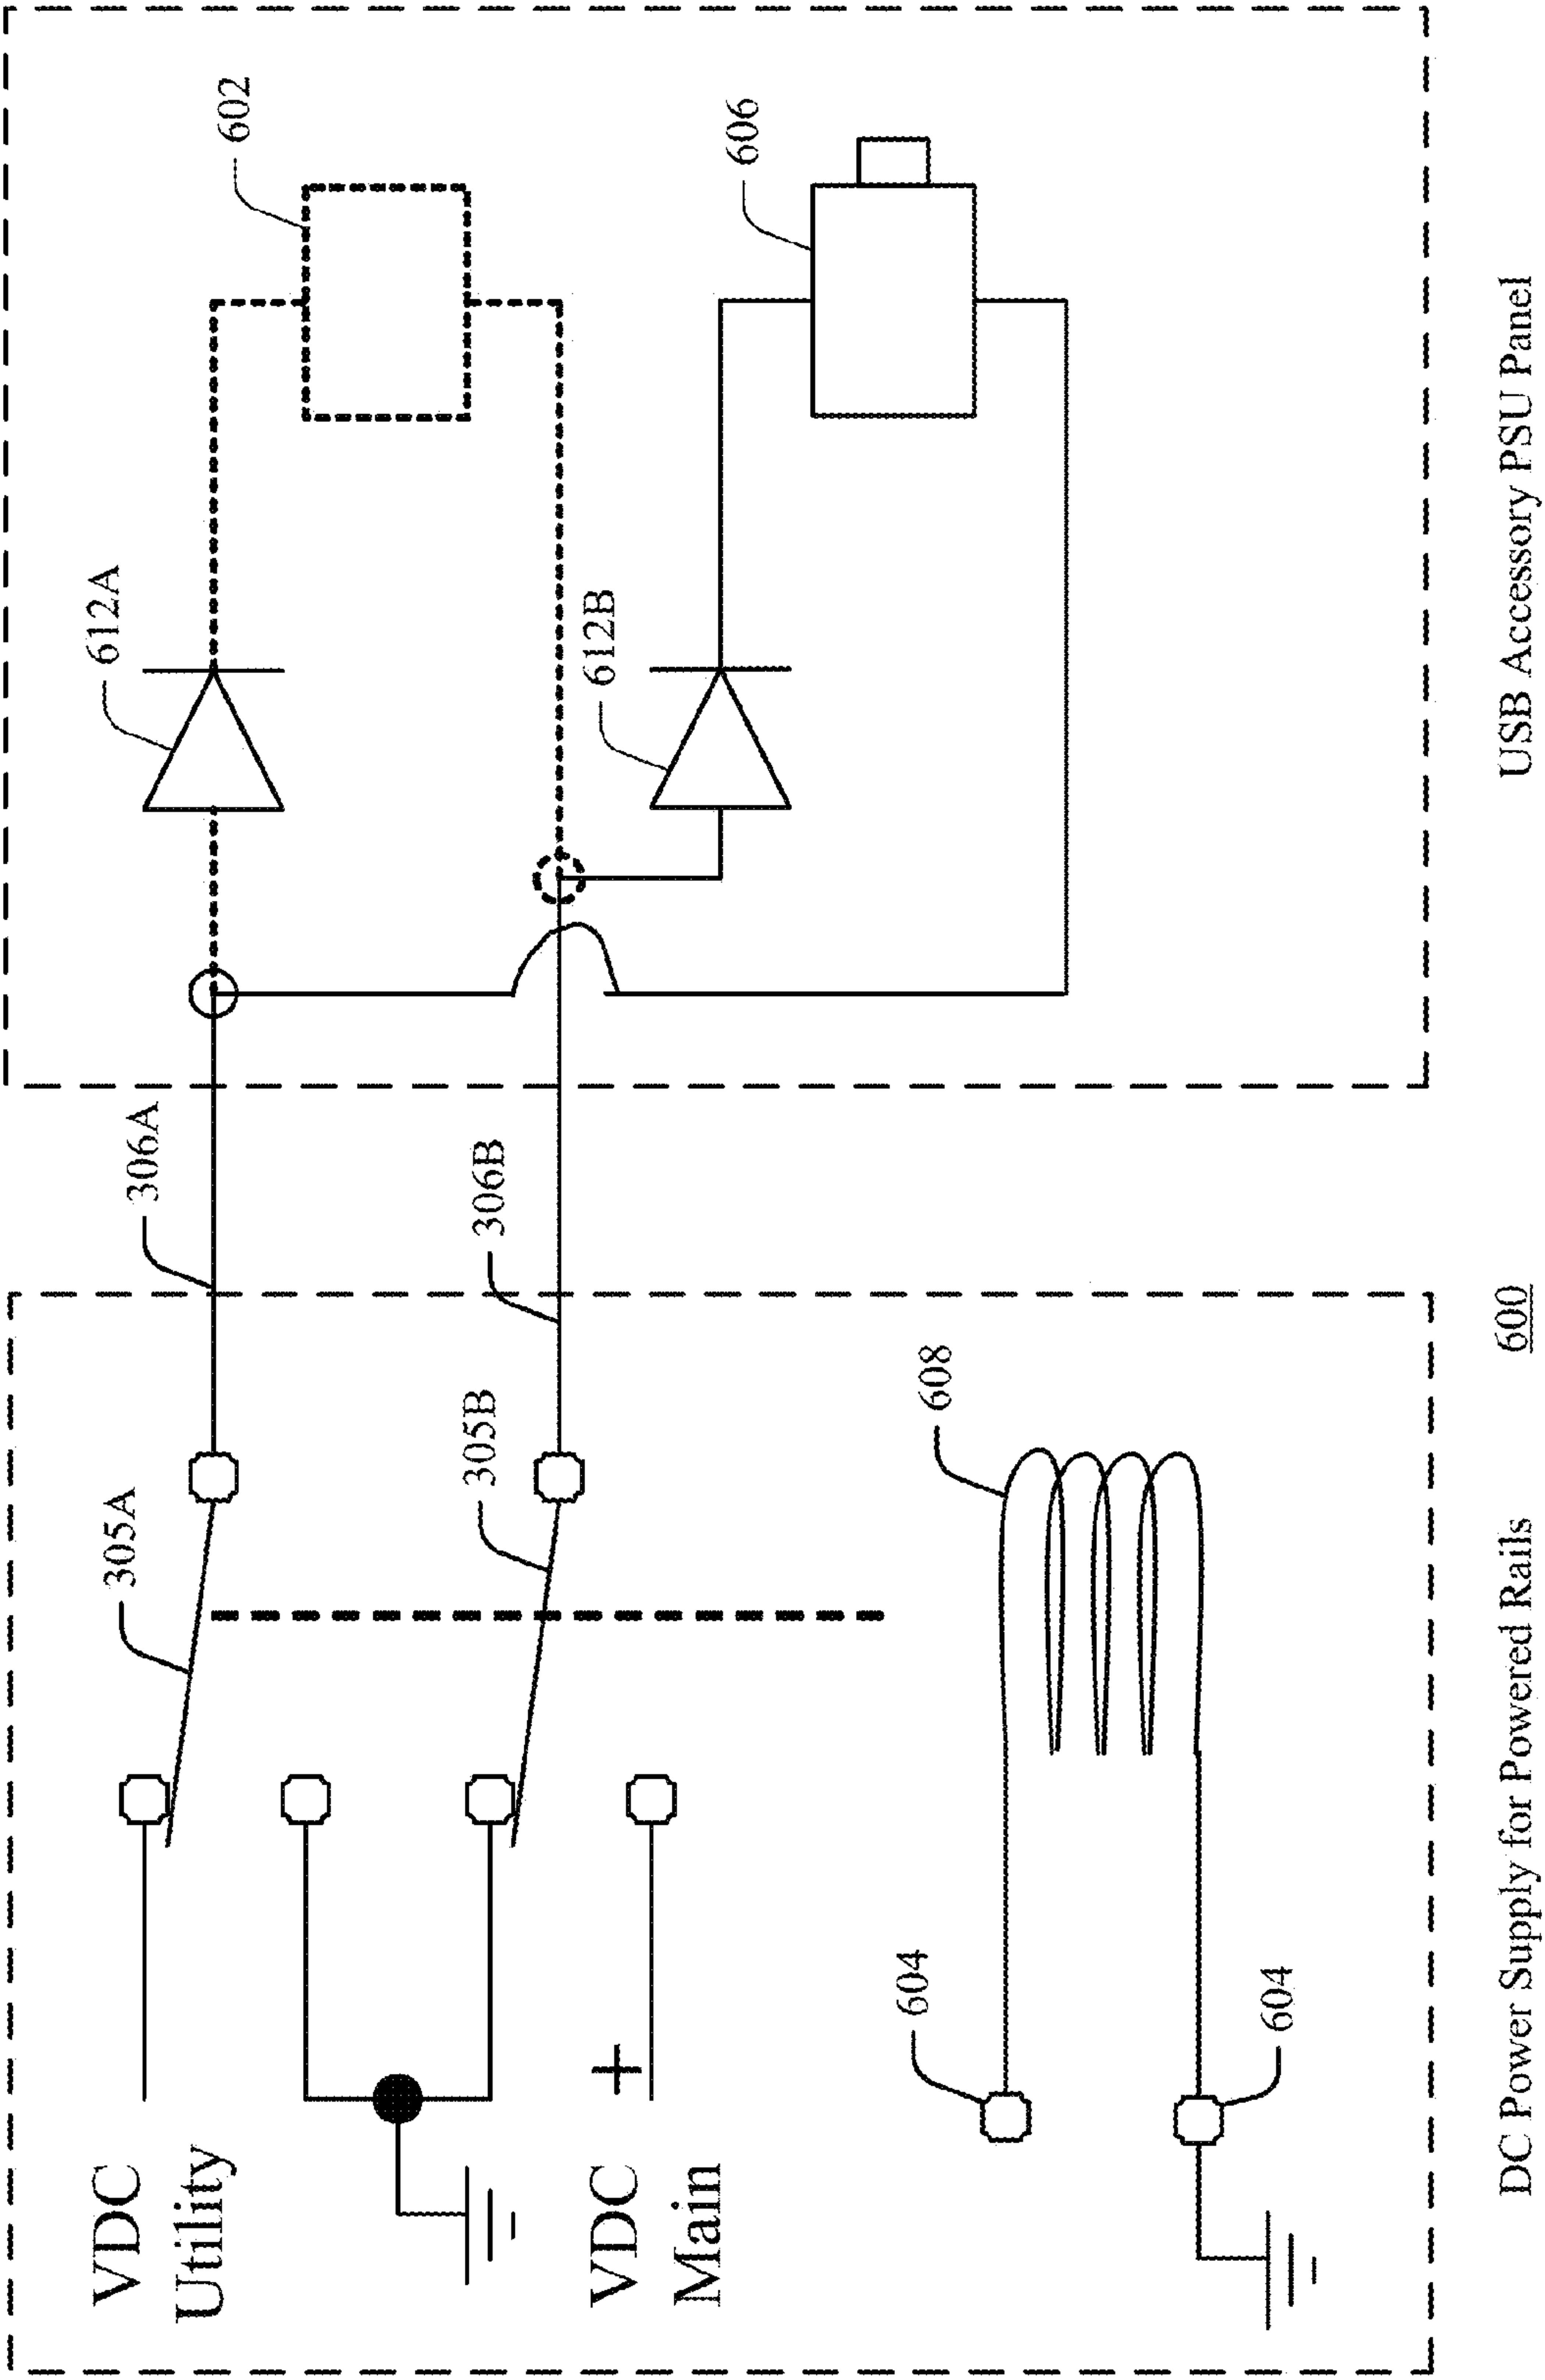 VDC
Utility
VDC
Main
+
305A
305B
306A
306B
612A
612B
602
606
604
604
608
DC Power Supply for Powered Rails
600
USB Accessory PSU Panel